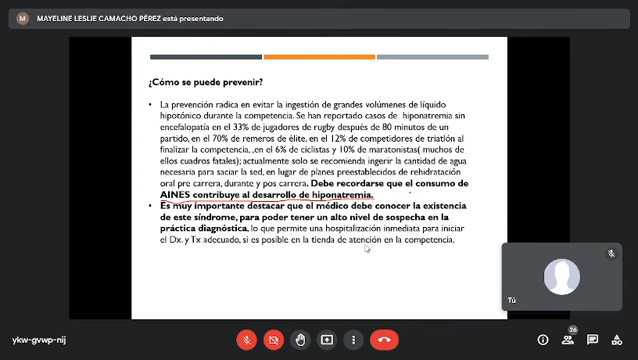 M
MAYELINE LESLIE CAMACHO PÉREZ está presentando
¿Cómo se puede prevenir?
• La prevención radica en evitar la ingestión de grandes volúmenes de líquido
hipotónico durante la competencia. Se han reportado casos de hiponatremia sin
encefalopatía en el 33% de jugadores de rugby después de 80 minutos de un
partido, en el 70% de remeros de élite, en el 12% de competidores de triatlón al
finalizar la competencia, en el 6% de ciclistas y 10% de maratonistas( muchos de
ellos cuadros fatales); actualmente solo se recomienda ingerir la cantidad de agua
necesaria para saciar la sed, en lugar de planes preestablecidos de rehidratación
oral pre carrera, durante y pos carrera. Debe recordarse que el consumo de
AINES contribuye al desarrollo de hiponatremia.
• Es muy importante destacar que el médico debe conocer la existencia
de este síndrome, para poder tener un alto nivel de sospecha en la
práctica diagnóstica, lo que permite una hospitalización inmediata para iniciar
el Dx. y Tx adecuado, si es posible en la tienda de atención en la competencia.
Tú
ykw-gvwp-nij
26